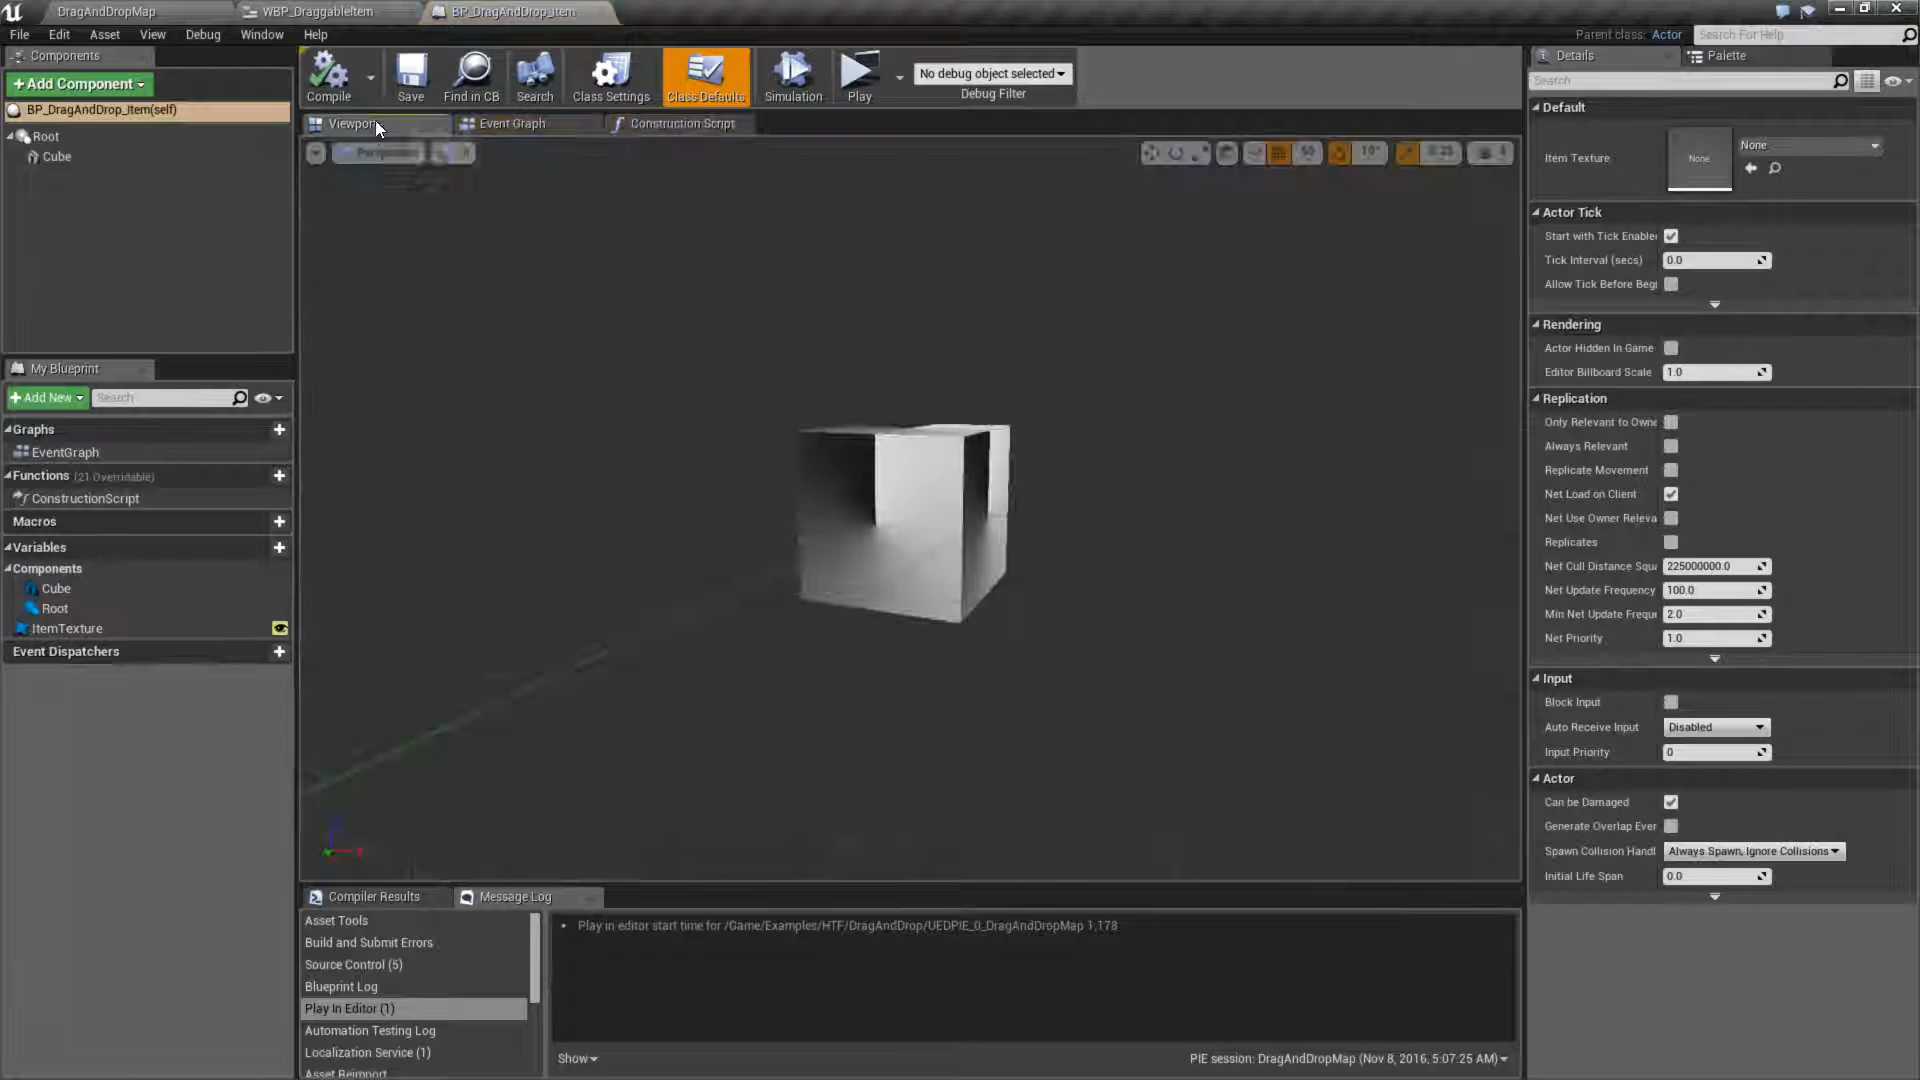 DragAndDropMap
WBP_DraggableItem
BP_DragAndDrop_Item
File Edit Asset View Debug Window Help
Parent class: Actor
Search For Help
Components
+Add Component
BP_DragAndDrop_Item(self)
Root
Cube
Compile
Save
Find in CB
Search
Class Settings
Class Defaults
Simulation
Play
No debug object selected
Debug Filter
Viewport
Event Graph
Construction Script
50
10°
0.25
4
My Blueprint
+Add New
Search
Graphs
EventGraph
Functions (21 Overridable)
ConstructionScript
Macros
Variables
Components
Cube
Root
ItemTexture
Event Dispatchers
Compiler Results
Message Log
Asset Tools
Build and Submit Errors
Source Control (5)
Blueprint Log
Play In Editor (1)
Automation Testing Log
Localization Service (1)
Asset Reimport
Play in editor start time for /Game/Examples/HTF/DragAndDrop/UEDPIE_0_DragAndDropMap 1,178
Show
PIE session: DragAndDropMap (Nov 8, 2016, 5:07:25 AM)
Details
Palette
Search
Default
Item Texture
None
None
Actor Tick
Start with Tick Enable
Tick Interval (secs) 0.0
Allow Tick Before Begi
Rendering
Actor Hidden In Game
Editor Billboard Scale 1.0
Replication
Only Relevant to Owne
Always Relevant
Replicate Movement
Net Load on Client
Net Use Owner Releva
Replicates
Net Cull Distance Squ 225000000.0
Net Update Frequency 100.0
Min Net Update Freque 2.0
Net Priority 1.0
Input
Block Input
Auto Receive Input Disabled
Input Priority 0
Actor
Can be Damaged
Generate Overlap Ever
Spawn Collision Handl Always Spawn, Ignore Collisions
Initial Life Span 0.0